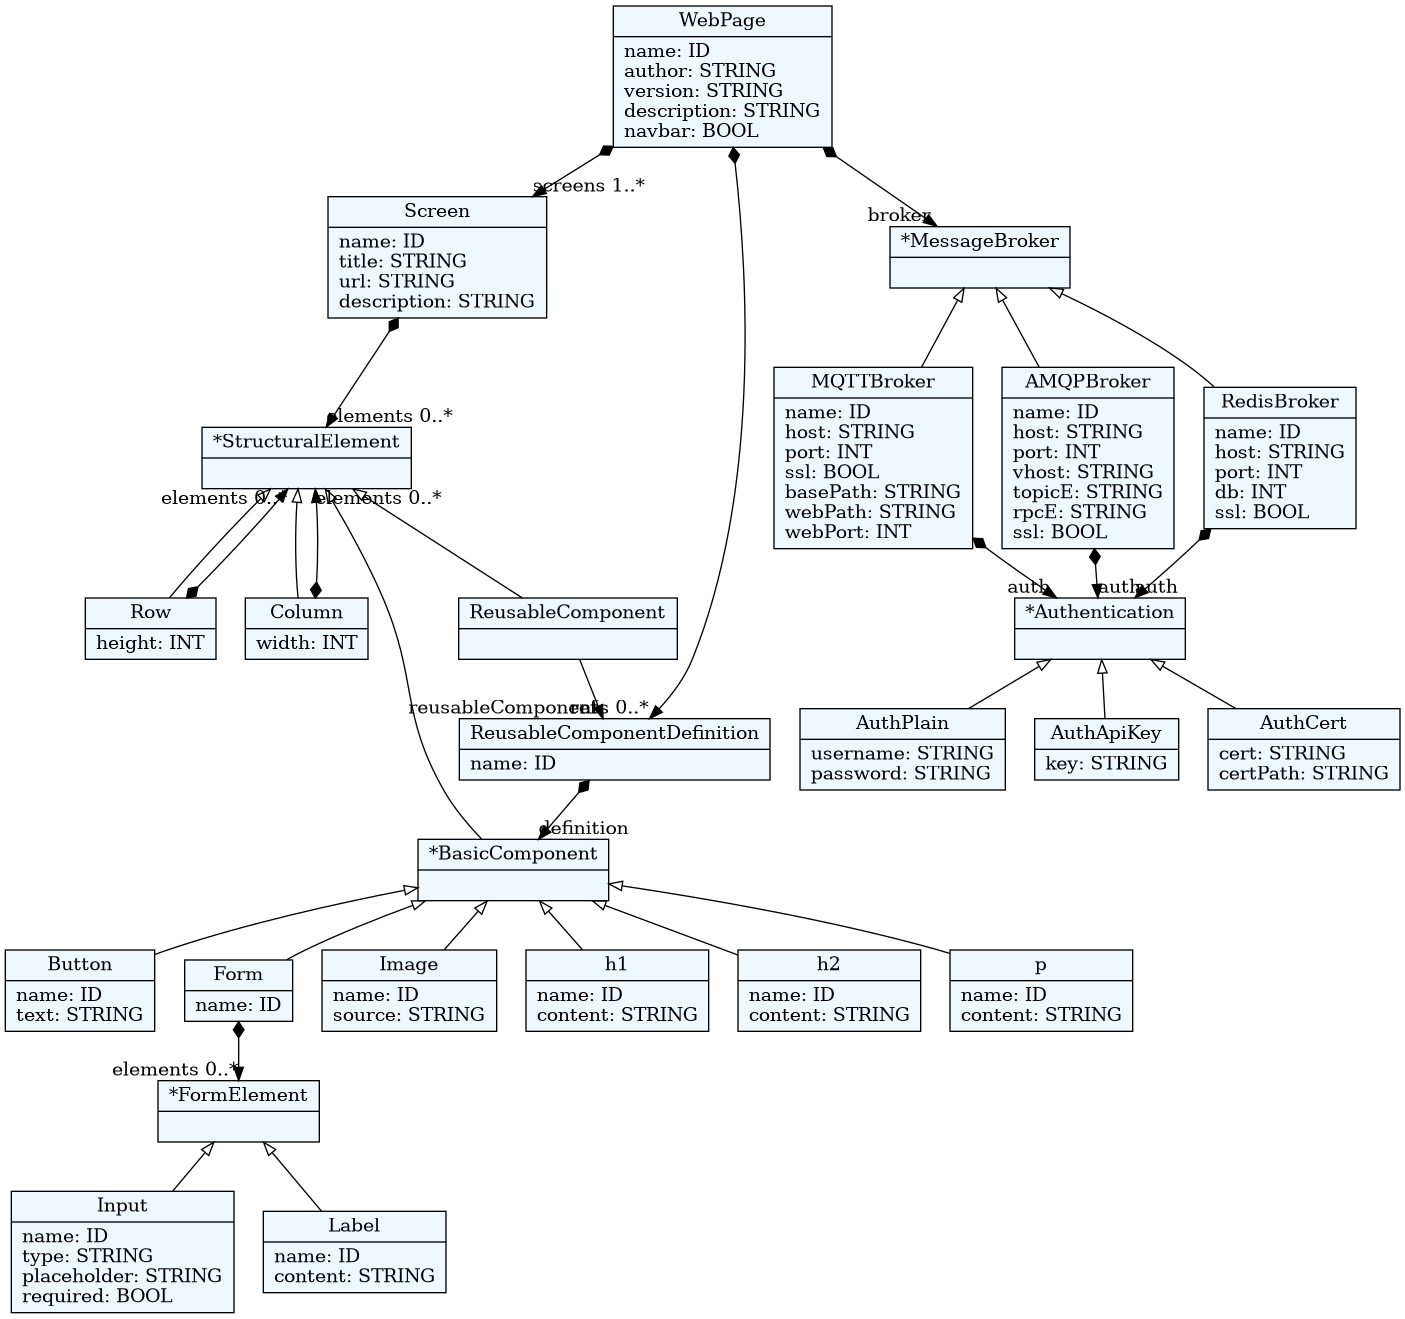 WebPage
name: ID
author: STRING
version: STRING
description: STRING
navbar: BOOL
screens 1..*
broker
Screen
name: ID
title: STRING
url: STRING
description: STRING
*MessageBroker
MQTTBroker
name: ID
host: STRING
port: INT
ssl: BOOL
basePath: STRING
webPath: STRING
webPort: INT
AMQPBroker
name: ID
host: STRING
port: INT
vhost: STRING
topicE: STRING
rpcE: STRING
ssl: BOOL
RedisBroker
name: ID
host: STRING
port: INT
db: INT
ssl: BOOL
elements 0..*
*StructuralElement
elements 0..*
elements 0..*
auth
auth
auth
Row
height: INT
Column
width: INT
ReusableComponent
*Authentication
reusableComponents 0..*
ReusableComponentDefinition
name: ID
AuthPlain
username: STRING
password: STRING
AuthApiKey
key: STRING
AuthCert
cert: STRING
certPath: STRING
definition
*BasicComponent
Button
name: ID
text: STRING
Form
name: ID
Image
name: ID
source: STRING
h1
name: ID
content: STRING
h2
name: ID
content: STRING
p
name: ID
content: STRING
elements 0..*
*FormElement
Input
name: ID
type: STRING
placeholder: STRING
required: BOOL
Label
name: ID
content: STRING